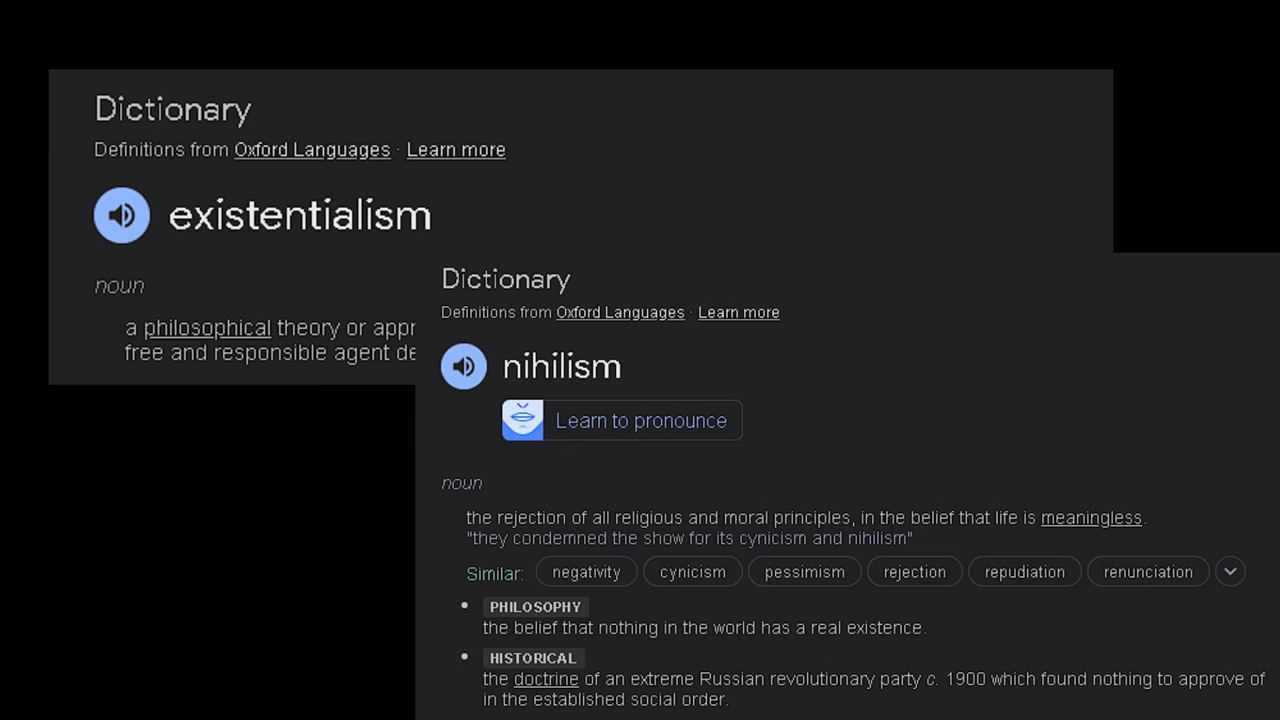 Dictionary
Definitions from Oxford Languages · Learn more
existentialism
noun
a philosophical theory or appr
free and responsible agent de
Dictionary
Definitions from Oxford Languages · Learn more
nihilism
Learn to pronounce
noun
the rejection of all religious and moral principles, in the belief that life is meaningless.
"they condemned the show for its cynicism and nihilism"
Similar: negativity cynicism pessimism rejection repudiation renunciation
• PHILOSOPHY
the belief that nothing in the world has a real existence.
• HISTORICAL
the doctrine of an extreme Russian revolutionary party c. 1900 which found nothing to approve of
in the established social order.